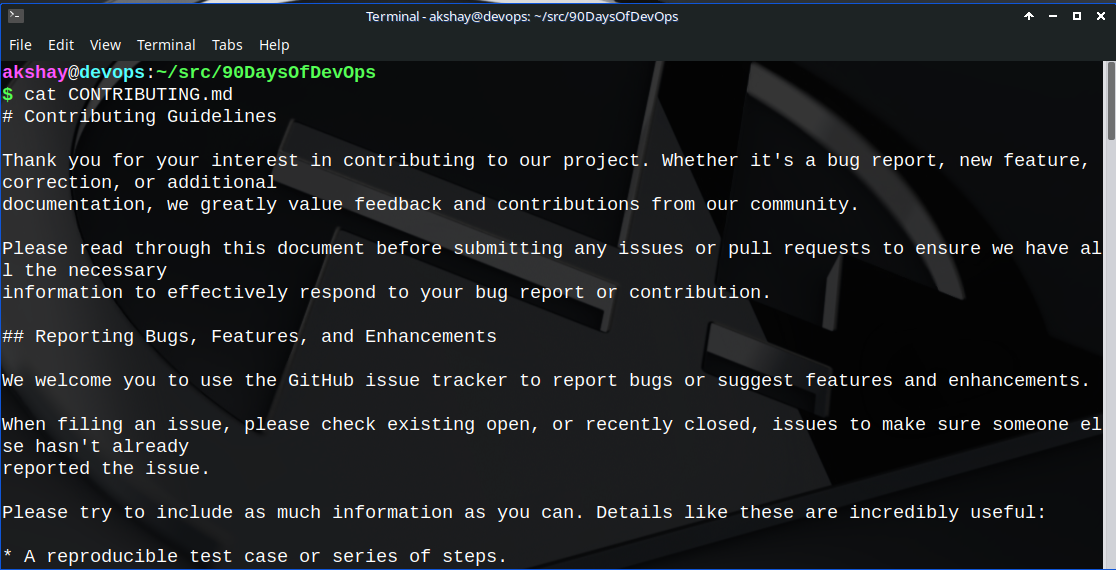 Terminal - akshay@devops: ~/src/90DaysOfDevOps
File Edit View Terminal Tabs Help
akshay@devops:~/src/90DaysOfDevOps
$ cat CONTRIBUTING.md
# Contributing Guidelines
Thank you for your interest in contributing to our project. Whether it's a bug report, new feature,
correction, or additional
documentation, we greatly value feedback and contributions from our community.
Please read through this document before submitting any issues or pull requests to ensure we have al
l the necessary
information to effectively respond to your bug report or contribution.
## Reporting Bugs, Features, and Enhancements
We welcome you to use the GitHub issue tracker to report bugs or suggest features and enhancements.
When filing an issue, please check existing open, or recently closed, issues to make sure someone el
se hasn't already
reported the issue.
Please try to include as much information as you can. Details like these are incredibly useful:
* A reproducible test case or series of steps.